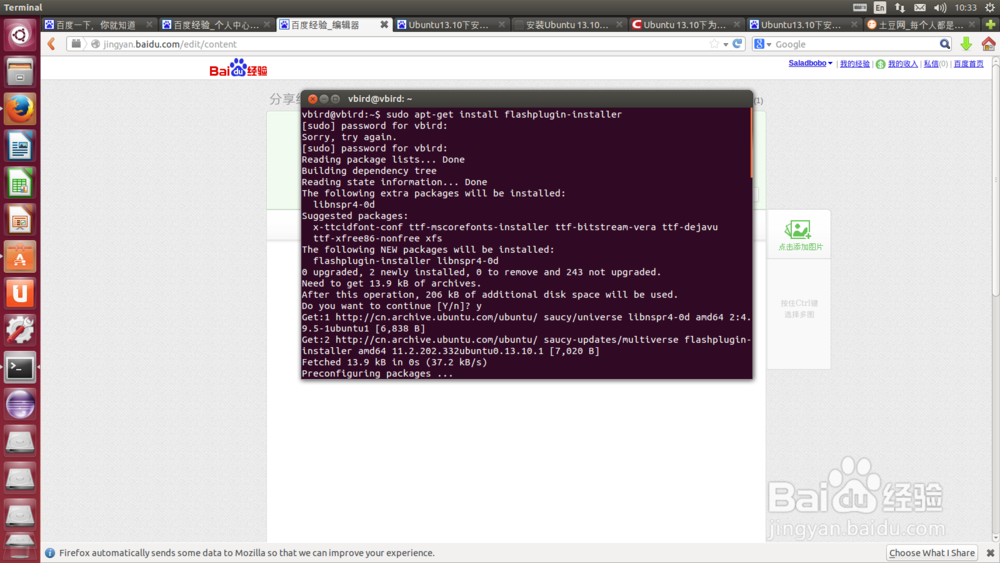 Terminal
En
10:33
百度一下，你就知道
百度经验_个人中心...
百度经验_编辑器
Ubuntu13.10下安...
安装Ubuntu 13.10...
Ubuntu 13.10下为...
Ubuntu13.10下安...
土豆网_每个人都是...
jingyan.baidu.com/edit/content
Google
Baidu经验
Saladbobo | 我的经验 | 我的收入 | 私信(0) | 百度首页
vbird@vbird: ~
vbird@vbird:~$ sudo apt-get install flashplugin-installer
[sudo] password for vbird:
Sorry, try again.
[sudo] password for vbird:
Reading package lists... Done
Building dependency tree
Reading state information... Done
The following extra packages will be installed:
libnspr4-0d
Suggested packages:
x-ttcidfont-conf ttf-mscorefonts-installer ttf-bitstream-vera ttf-dejavu
ttf-xfree86-nonfree xfs
The following NEW packages will be installed:
flashplugin-installer libnspr4-0d
0 upgraded, 2 newly installed, 0 to remove and 243 not upgraded.
Need to get 13.9 kB of archives.
After this operation, 206 kB of additional disk space will be used.
Do you want to continue [Y/n]? y
Get:1 http://cn.archive.ubuntu.com/ubuntu/ saucy/universe libnspr4-0d amd64 2:4.
9.5-1ubuntu1 [6,838 B]
Get:2 http://cn.archive.ubuntu.com/ubuntu/ saucy-updates/multiverse flashplugin-
installer amd64 11.2.202.332ubuntu0.13.10.1 [7,020 B]
Fetched 13.9 kB in 0s (37.2 kB/s)
Preconfiguring packages ...
分享
点击添加图片
按住Ctrl键
选择多图
Baidu经验
jingyan.baidu.com
Firefox automatically sends some data to Mozilla so that we can improve your experience.
Choose What I Share